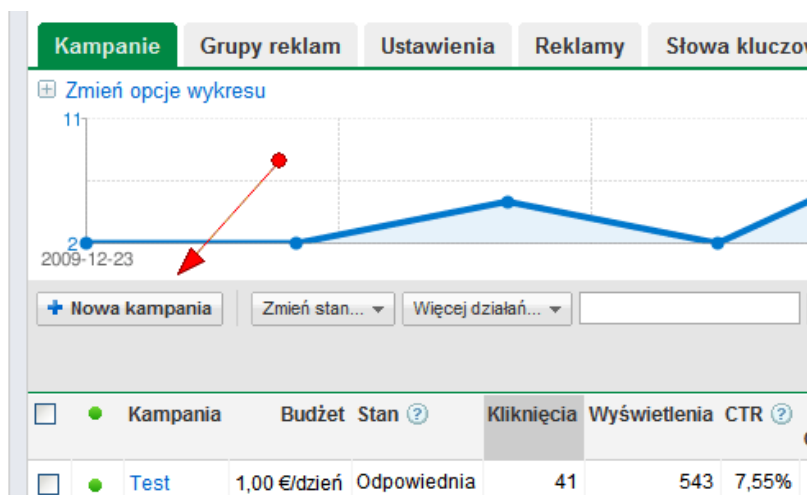 Kampanie Grupy reklam Ustawienia Reklamy Słowa kluczo
Zmień opcje wykresu
11
2
2009-12-23
Nowa kampania Zmień stan... Więcej działań...
Kampania Budżet Stan ? Kliknięcia Wyświetlenia CTR ?
Test 1,00 €/dzień Odpowiednia 41 543 7,55%